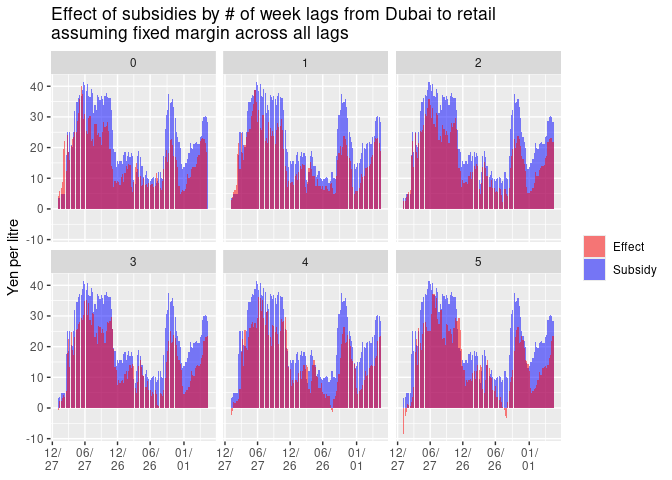 Effect of subsidies by # of week lags from Dubai to retail
assuming fixed margin across all lags
0 1 2
40
30
20
10
0
-10
3 4 5
40
30
20
10
0
-10
12/ 06/ 12/ 06/ 01/ 12/ 06/ 12/ 06/ 01/ 12/ 06/ 12/ 06/ 01/
27 27 26 26 01 27 27 26 26 01 27 27 26 26 01
Yen per litre
Effect
Subsidy